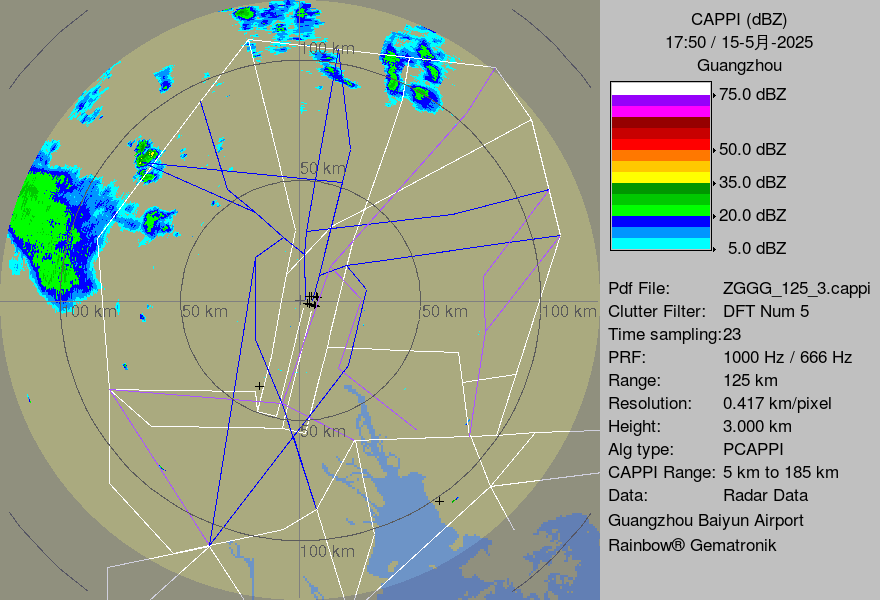 CAPPI (dBZ)
17:50 / 15-5月-2025
Guangzhou
75.0 dBZ
50.0 dBZ
35.0 dBZ
20.0 dBZ
5.0 dBZ
Pdf File: ZGGG_125_3.cappi
Clutter Filter: DFT Num 5
Time sampling:23
PRF: 1000 Hz / 666 Hz
Range: 125 km
Resolution: 0.417 km/pixel
Height: 3.000 km
Alg type: PCAPPI
CAPPI Range: 5 km to 185 km
Data: Radar Data
Guangzhou Baiyun Airport
Rainbow® Gematronik
100 km
50 km
100 km 50 km 50 km 100 km
50 km
100 km